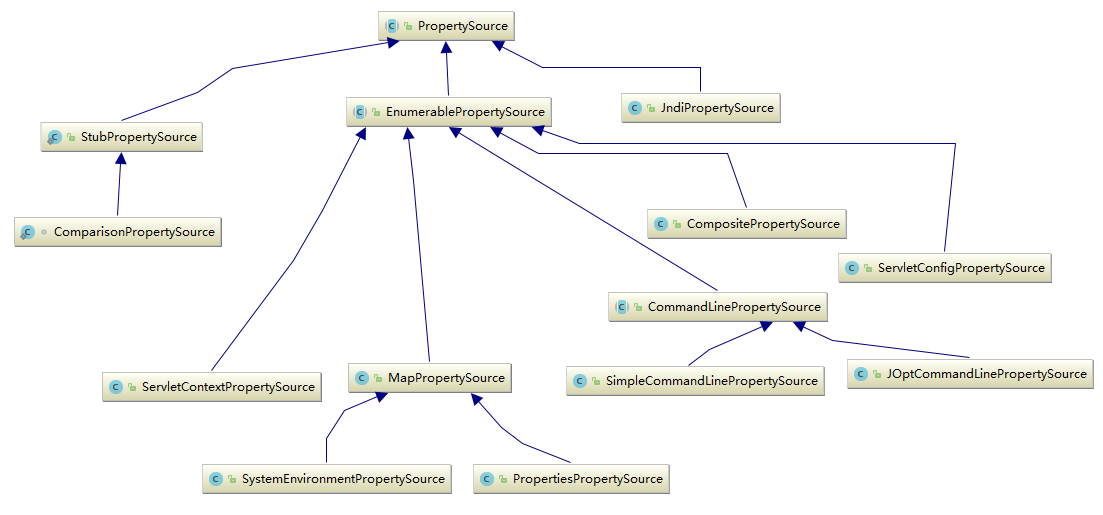 PropertySource
EnumerablePropertySource
JndiPropertySource
StubPropertySource
ComparisonPropertySource
CompositePropertySource
ServletConfigPropertySource
CommandLinePropertySource
ServletContextPropertySource
MapPropertySource
SimpleCommandLinePropertySource
JOptCommandLinePropertySource
SystemEnvironmentPropertySource
PropertiesPropertySource